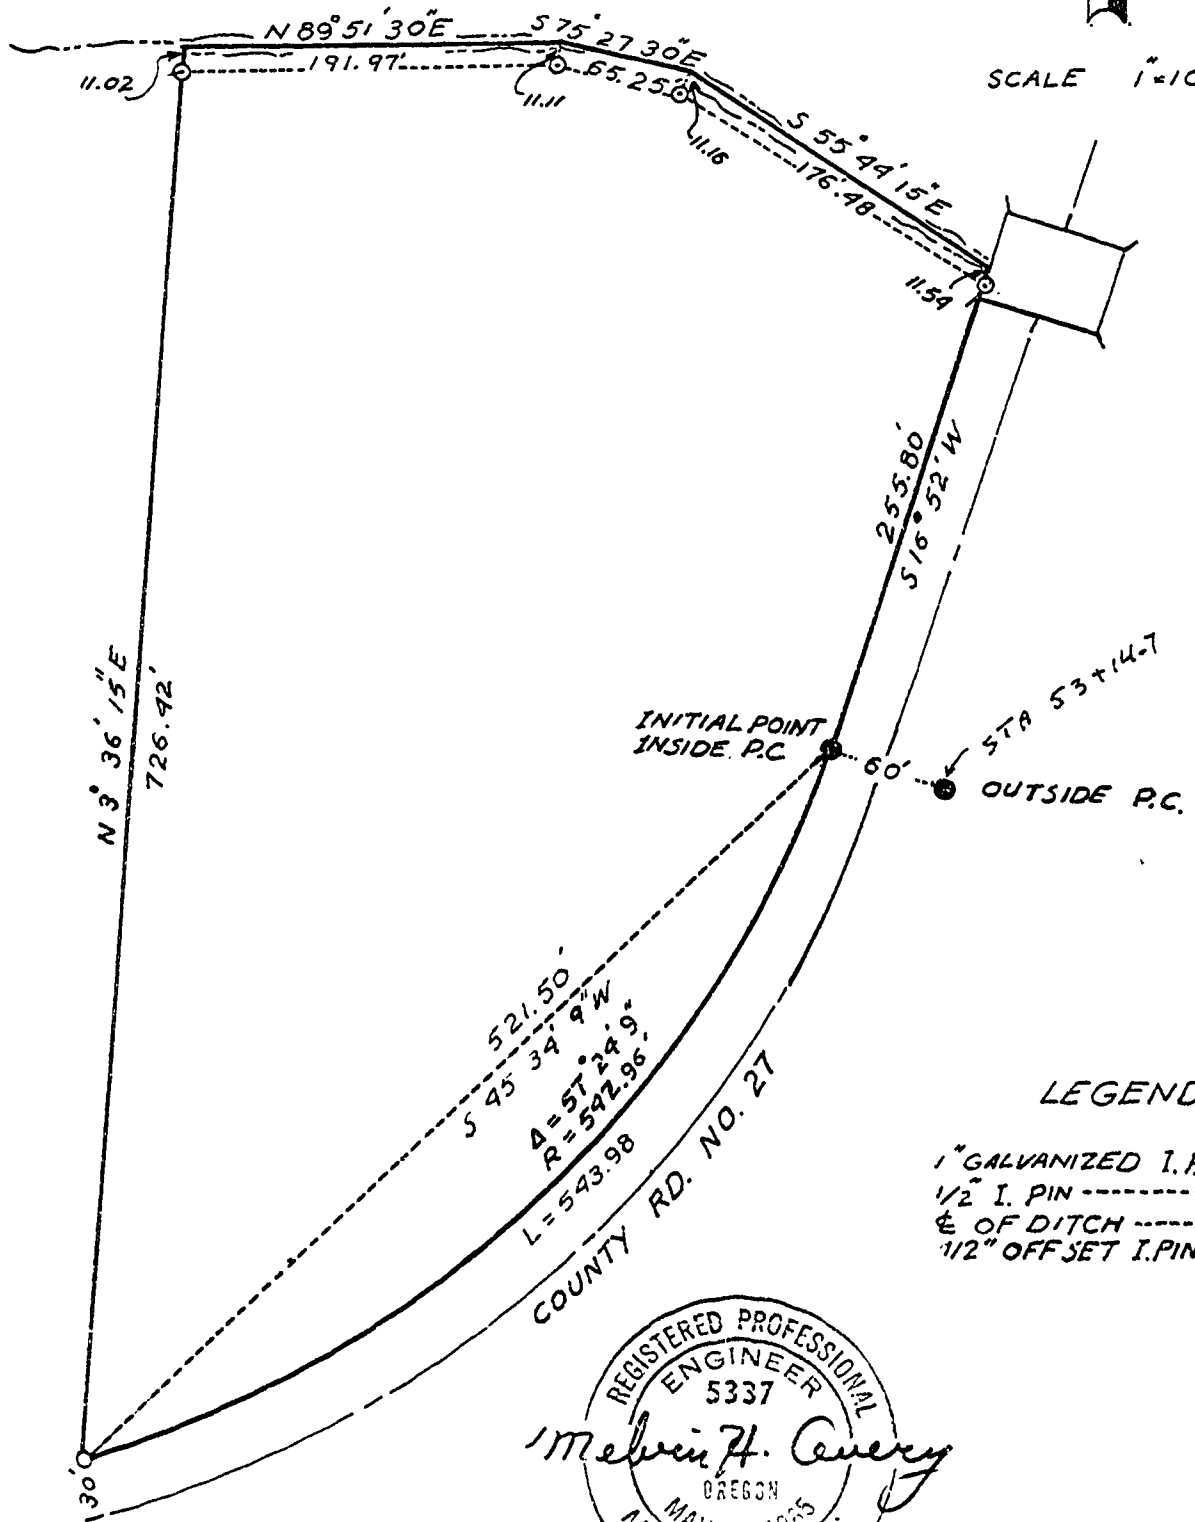 N 89° 51' 30" E
S 75° 27' 30" E
191.97'
65.25
11.02
11.11
11.16
S 55° 44' 15" E
176.48
11.54
SCALE 1"=10
255.80'
S 16° 52' W
N 3° 36' 15" E
726.42'
INITIAL POINT
INSIDE P.C.
60'
STA 53+14.7
OUTSIDE P.C.
521.50'
S 45° 34' 9" W
Δ = 57° 24' 9"
R = 542.96'
L = 543.98
COUNTY RD. NO. 27
30'
LEGEND
1" GALVANIZED I.P
1/2" I. PIN
℄ OF DITCH
1/2" OFFSET I.PIN
REGISTERED PROFESSIONAL
ENGINEER
5337
Melvin H. Avery
OREGON